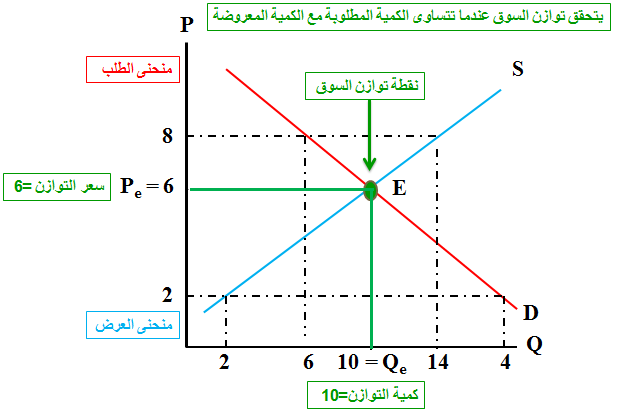 يتحقق توازن السوق عندما تتساوى الكمية المطلوبة مع الكمية المعروضة
P
منحنى الطلب
S
نقطة توازن السوق
8
سعر التوازن =6
Pe = 6
E
2
منحنى العرض
D
Q
2 6 10 = Qe 14 4
كمية التوازن=10